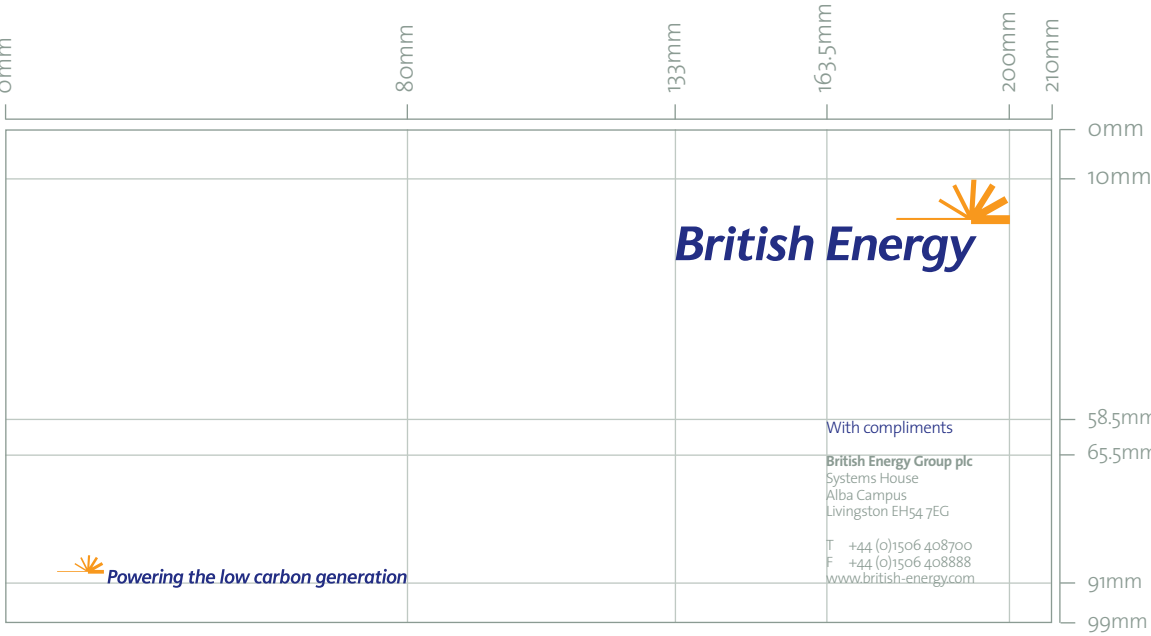 0mm
80mm
133mm
163.5mm
200mm
210mm
0mm
10mm
British Energy
58.5mm
With compliments
65.5mm
British Energy Group plc
Systems House
Alba Campus
Livingston EH54 7EG
T +44 (0)1506 408700
F +44 (0)1506 408888
www.british-energy.com
Powering the low carbon generation
91mm
99mm